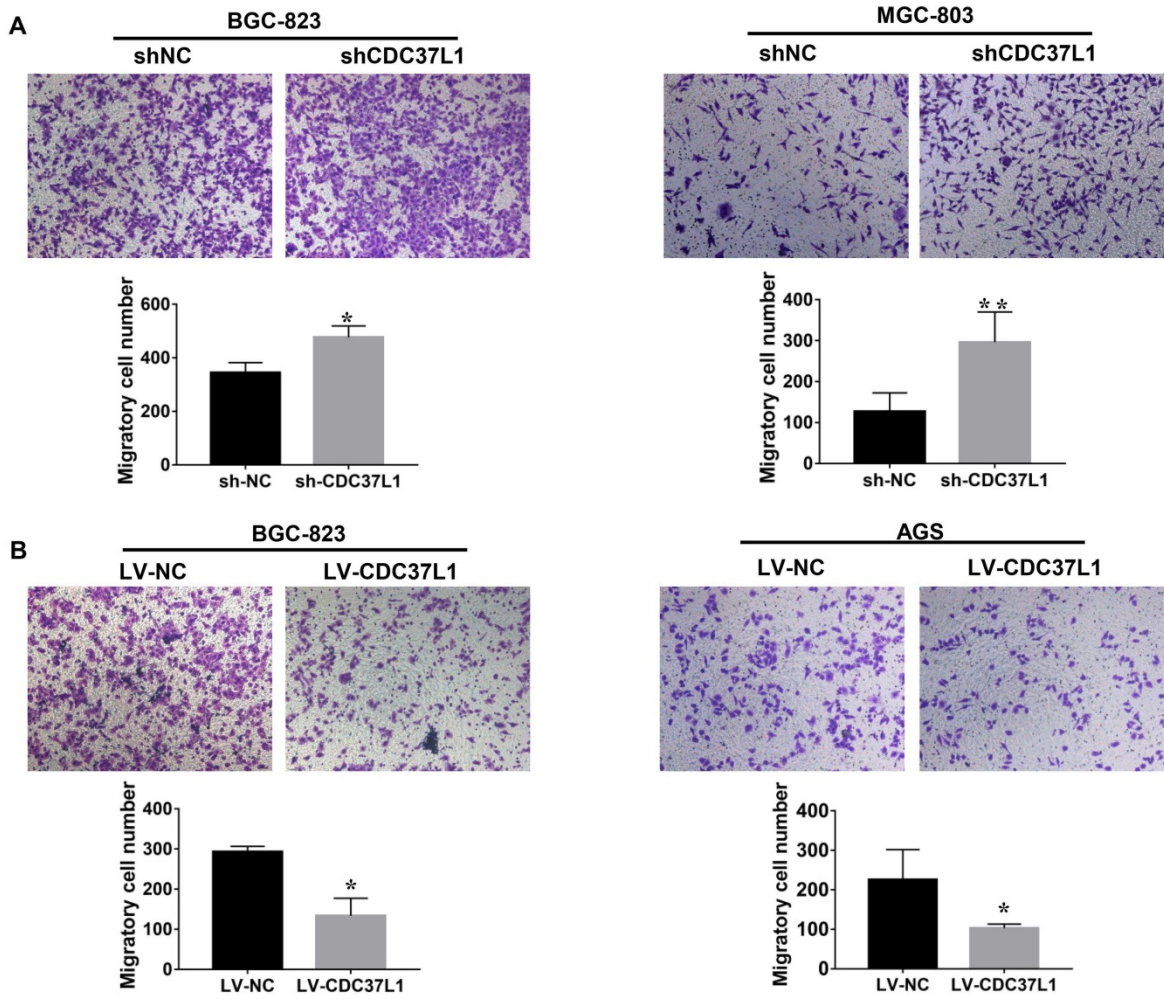 A
BGC-823
shNC shCDC37L1
MGC-803
shNC shCDC37L1
Migratory cell number
600
400
200
0
sh-NC sh-CDC37L1
*
Migratory cell number
400
300
200
100
0
sh-NC sh-CDC37L1
**
B
BGC-823
LV-NC LV-CDC37L1
AGS
LV-NC LV-CDC37L1
Migratory cell number
400
300
200
100
0
LV-NC LV-CDC37L1
*
Migratory cell number
400
300
200
100
0
LV-NC LV-CDC37L1
*